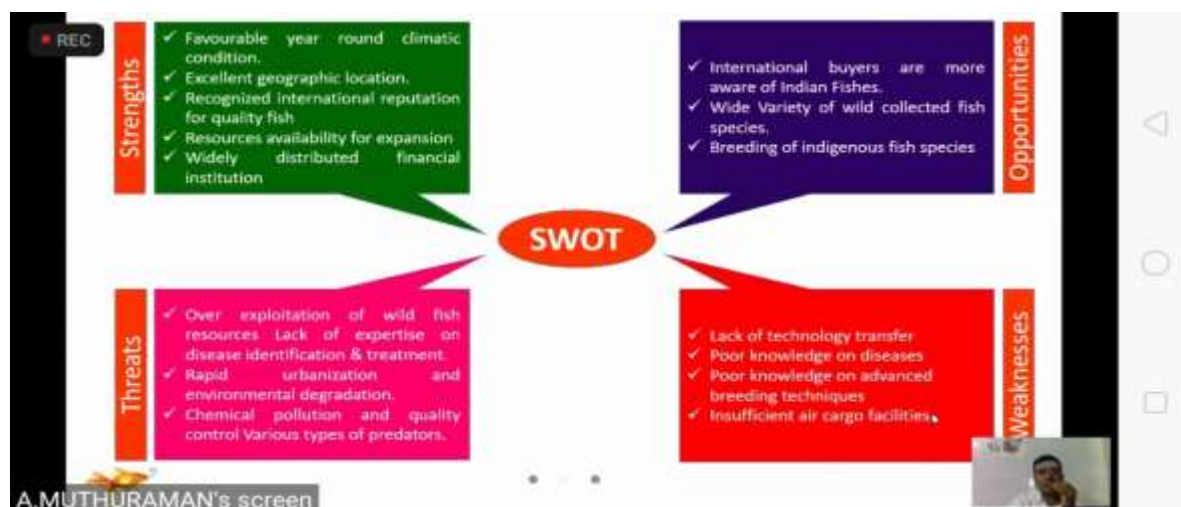 REC
Strengths
✓ Favourable year round climatic
condition.
✓ Excellent geographic location.
✓ Recognized international reputation
for quality fish
✓ Resources availability for expansion
✓ Widely distributed financial
institution
✓ International buyers are more
aware of Indian Fishes.
✓ Wide Variety of wild collected fish
species.
✓ Breeding of indigenous fish species
Opportunities
SWOT
Threats
✓ Over exploitation of wild fish
resources Lack of expertise on
disease identification & treatment.
✓ Rapid urbanization and
environmental degradation.
✓ Chemical pollution and quality
control Various types of predators.
✓ Lack of technology transfer
✓ Poor knowledge on diseases
✓ Poor knowledge on advanced
breeding techniques
✓ Insufficient air cargo facilities
Weaknesses
A.MUTHURAMAN's screen